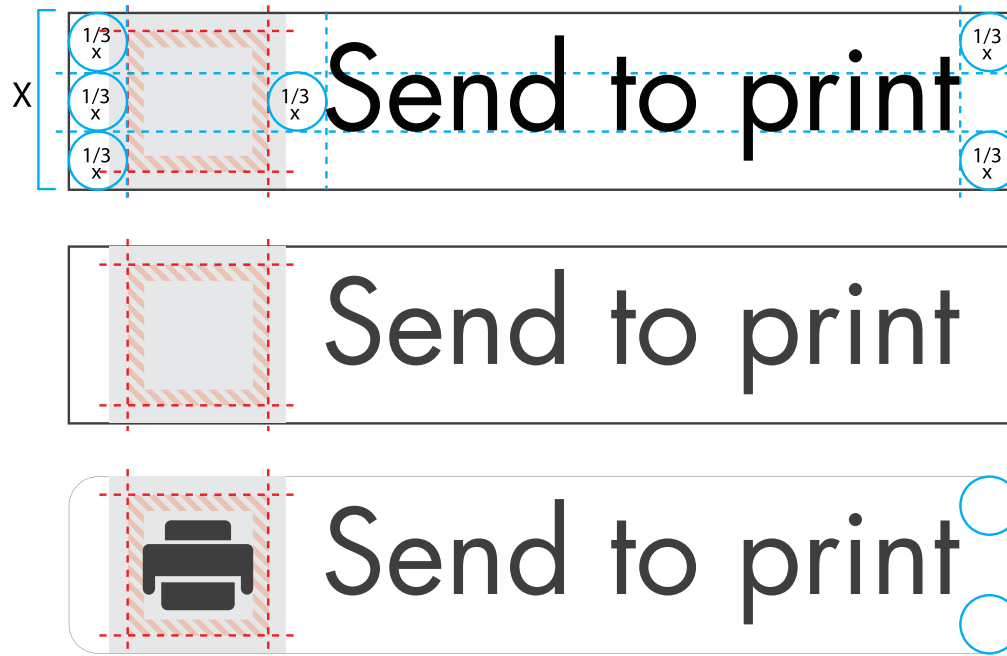 1/3
x
1/3
x
X
1/3
x
1/3
x
Send to print
1/3
x
1/3
x
Send to print
Send to print